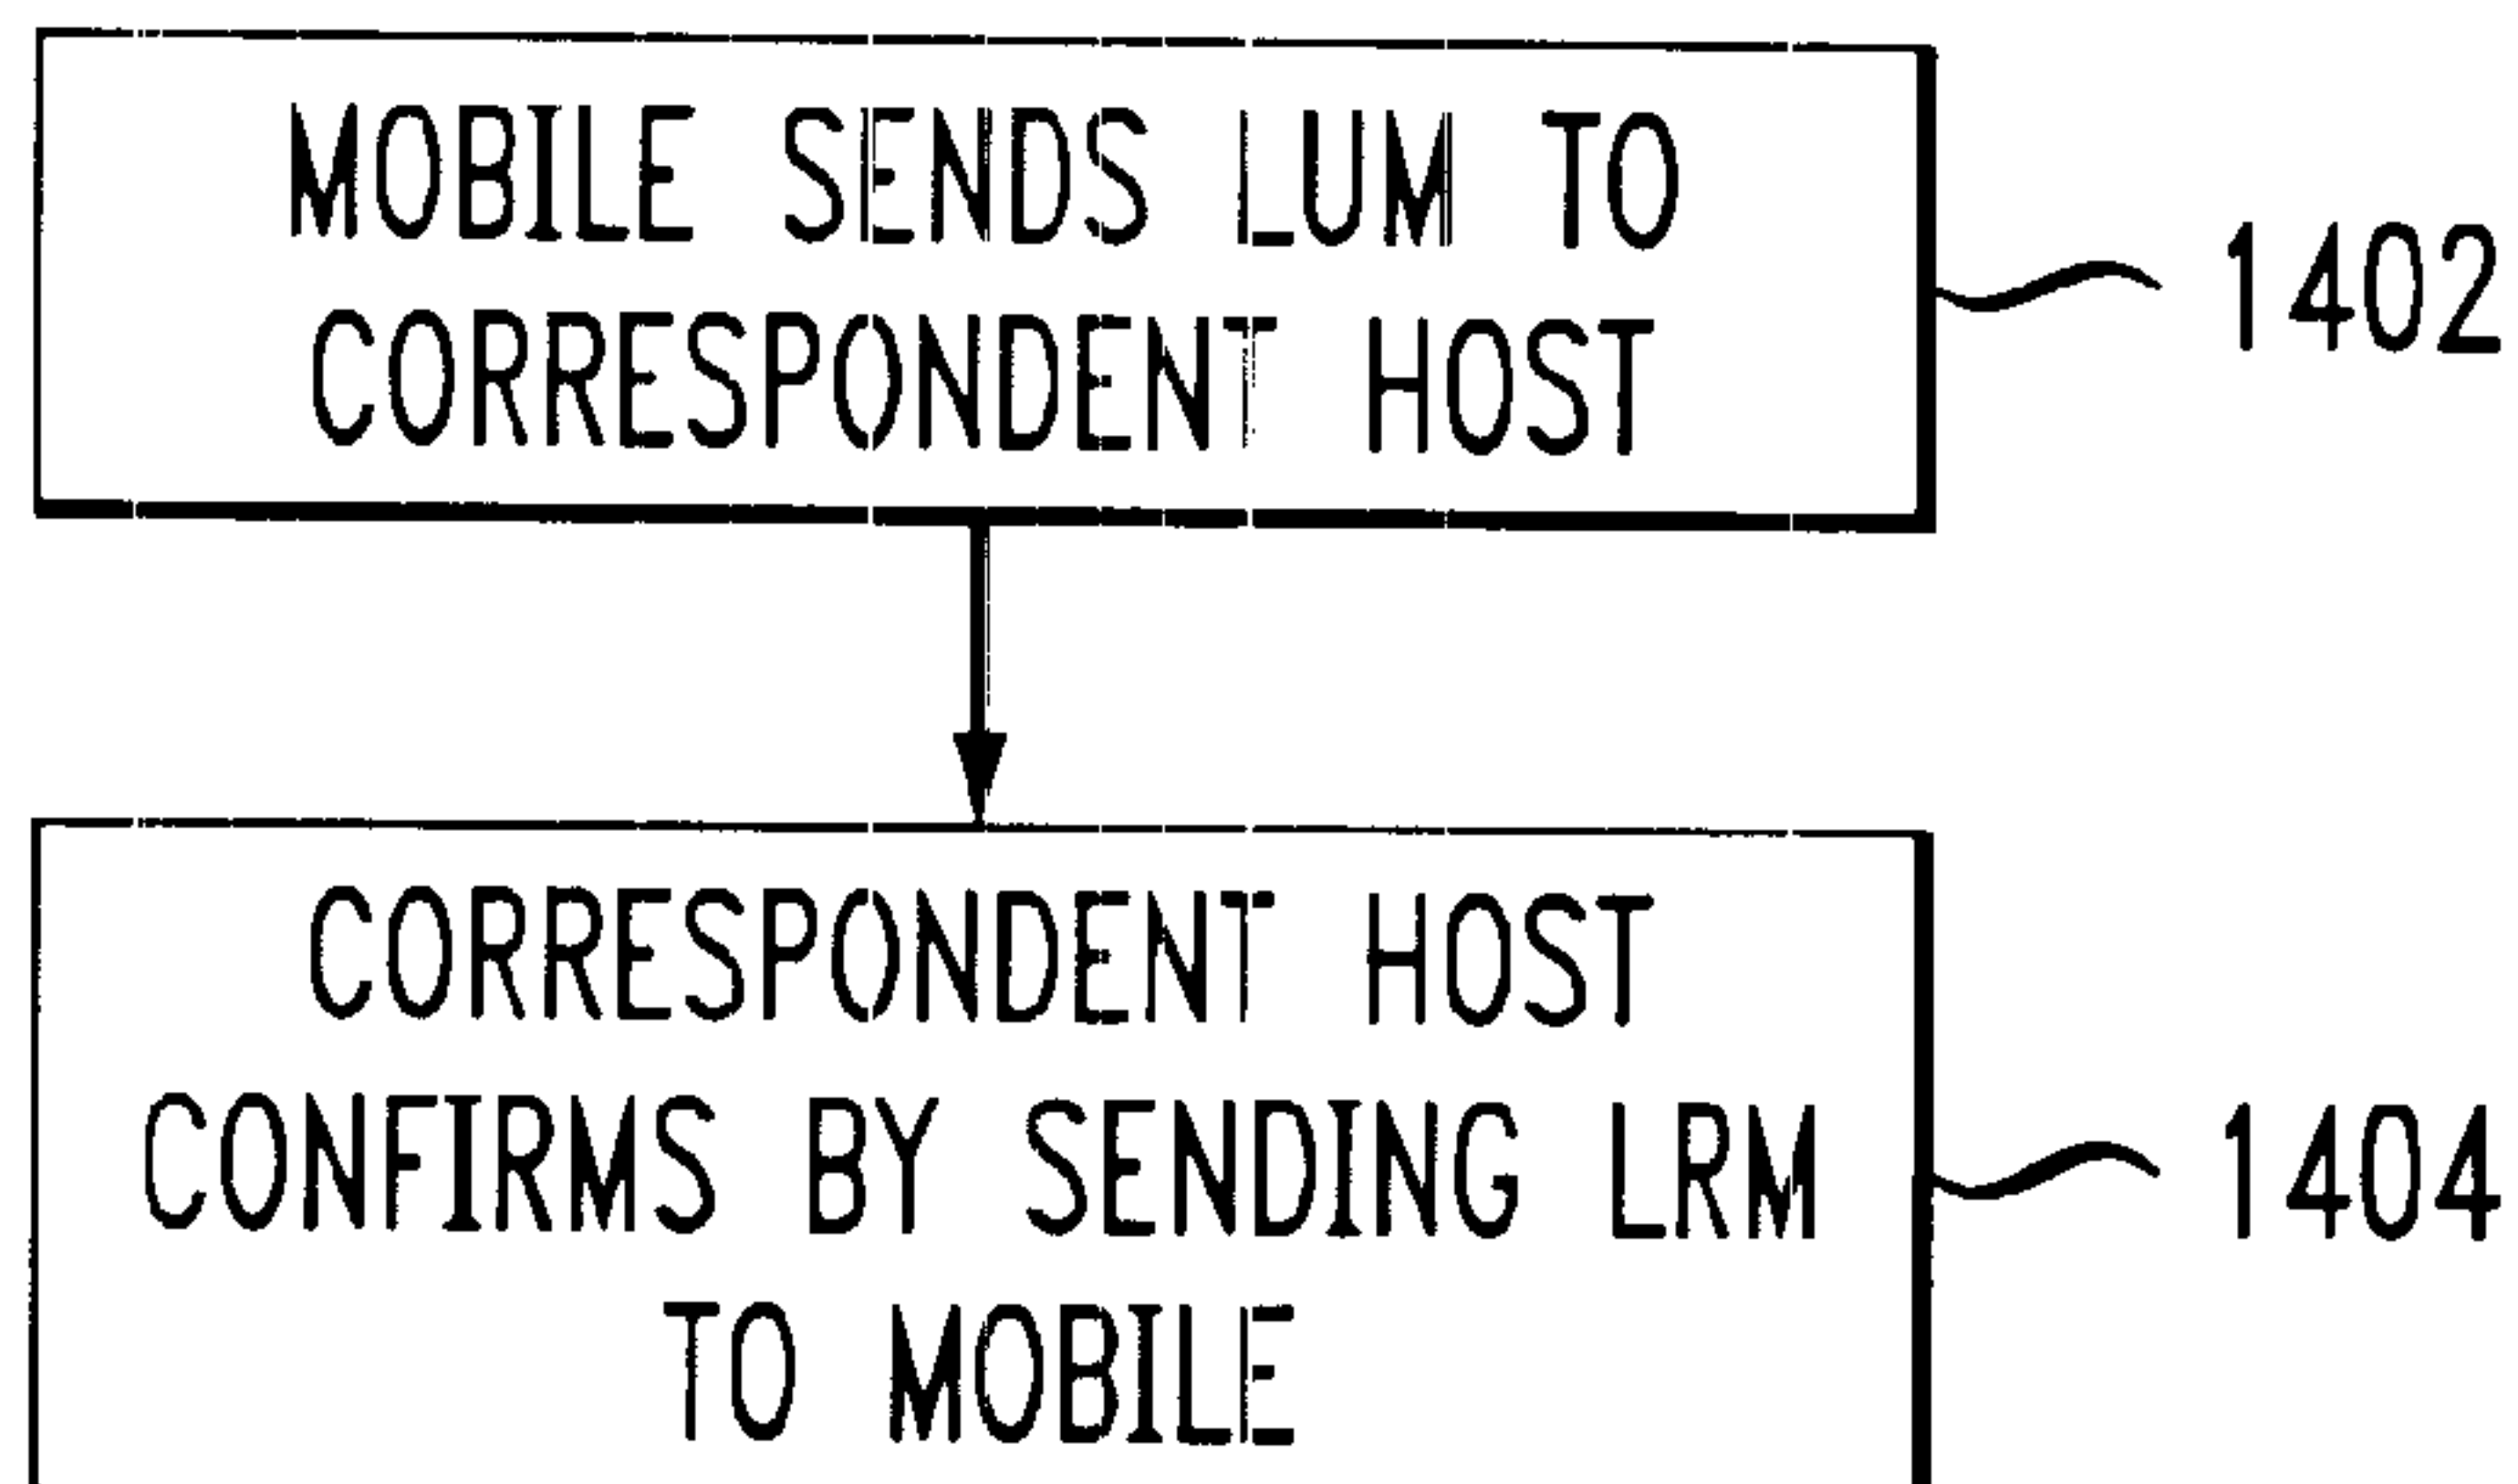 MOBILE SENDS LUM TO
CORRESPONDENT HOST
1402
CORRESPONDENT HOST
CONFIRMS BY SENDING LRM
TO MOBILE
1404